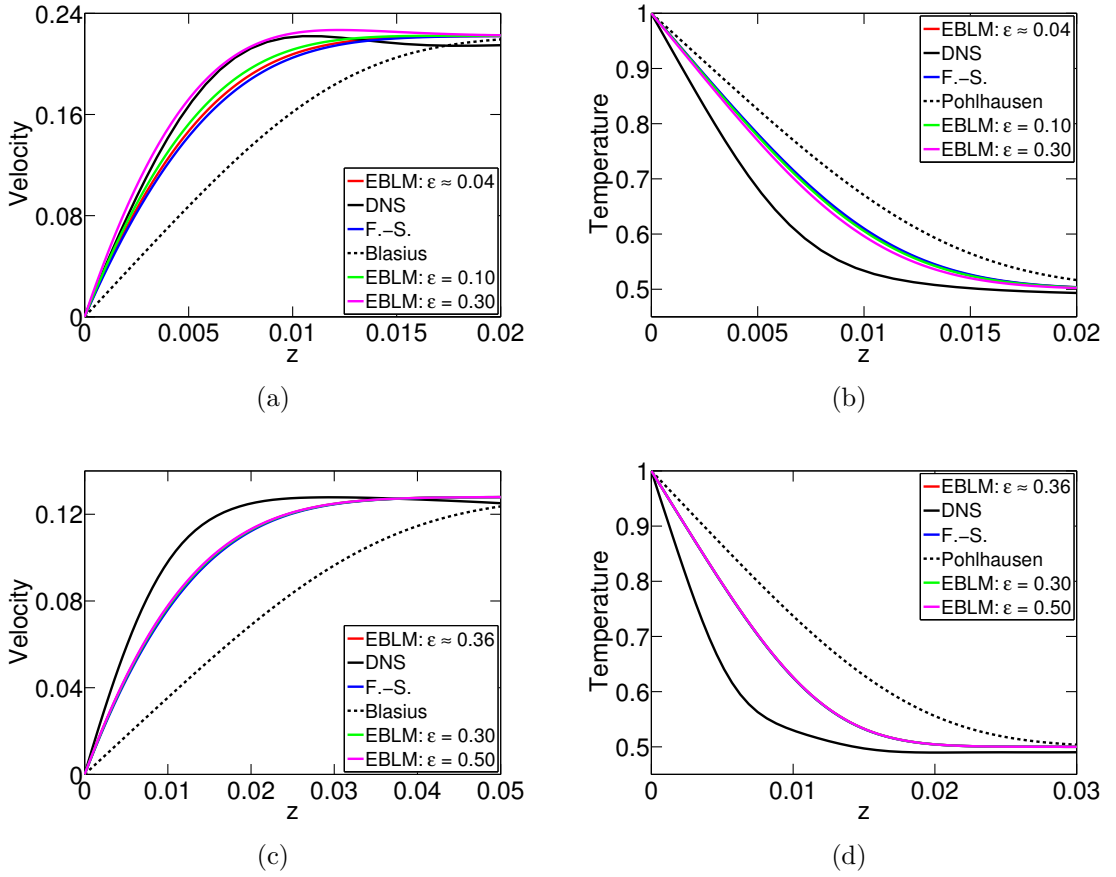 0.24
0.16
0.08
0
Velocity
0
0.005
0.01
0.015
0.02
z
EBLM: ε ≈ 0.04
DNS
F.-S.
Blasius
EBLM: ε = 0.10
EBLM: ε = 0.30
(a)
1
0.9
0.8
0.7
0.6
0.5
Temperature
0
0.005
0.01
0.015
0.02
z
EBLM: ε ≈ 0.04
DNS
F.-S.
Pohlhausen
EBLM: ε = 0.10
EBLM: ε = 0.30
(b)
0.12
0.08
0.04
0
Velocity
0
0.01
0.02
0.03
0.04
0.05
z
EBLM: ε ≈ 0.36
DNS
F.-S.
Blasius
EBLM: ε = 0.30
EBLM: ε = 0.50
(c)
1
0.9
0.8
0.7
0.6
0.5
Temperature
0
0.01
0.02
0.03
z
EBLM: ε ≈ 0.36
DNS
F.-S.
Pohlhausen
EBLM: ε = 0.30
EBLM: ε = 0.50
(d)